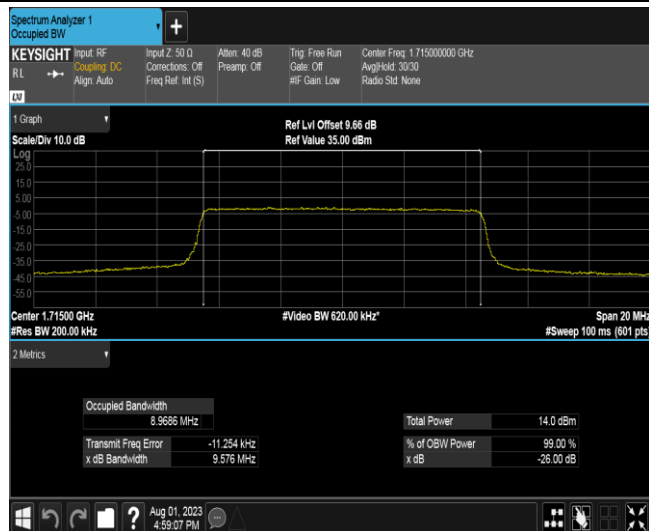 Spectrum Analyzer 1
Occupied BW
+
KEYSIGHT
RL
LXI
Input: RF
Coupling: DC
Align: Auto
Input Z: 50 Ω
Corrections: Off
Freq Ref: Int (S)
Atten: 40 dB
Preamp: Off
Trig: Free Run
Gate: Off
#IF Gain: Low
Center Freq: 1.715000000 GHz
Avg|Hold: 30/30
Radio Std: None
1 Graph
Scale/Div 10.0 dB
Ref Lvl Offset 9.66 dB
Ref Value 35.00 dBm
Log
25.0
15.0
5.00
-5.00
-15.0
-25.0
-35.0
-45.0
-55.0
Center 1.71500 GHz
#Res BW 200.00 kHz
#Video BW 620.00 kHz*
Span 20 MHz
#Sweep 100 ms (601 pts)
2 Metrics
Occupied Bandwidth
8.9686 MHz
Total Power 14.0 dBm
Transmit Freq Error -11.254 kHz
% of OBW Power 99.00 %
x dB Bandwidth 9.576 MHz
x dB -26.00 dB
?
Aug 01, 2023
4:59:07 PM